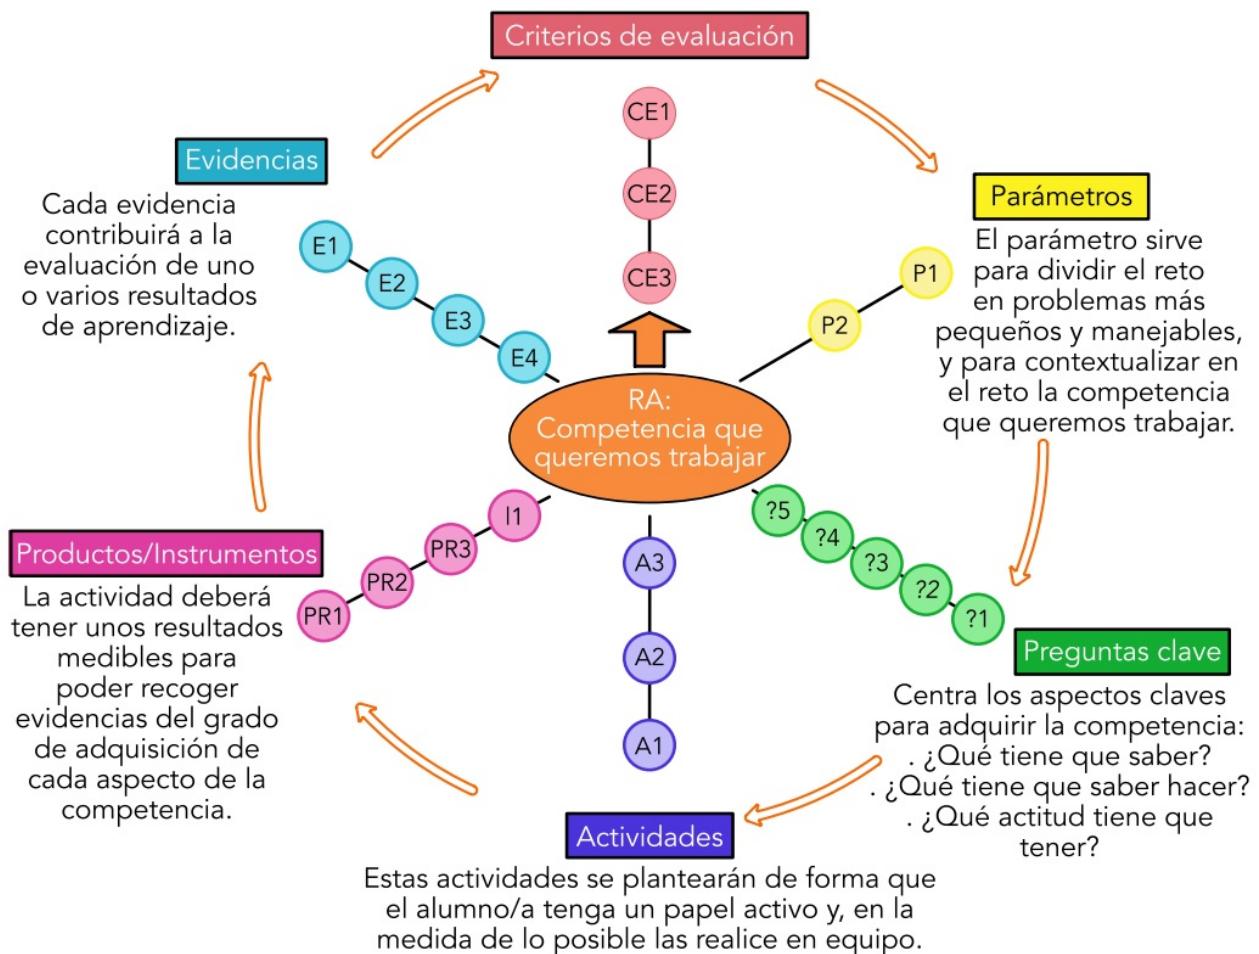 Criterios de evaluación
CE1
CE2
CE3
Parámetros
El parámetro sirve
para dividir el reto
en problemas más
pequeños y manejables,
y para contextualizar en
el reto la competencia
que queremos trabajar.
P1
P2
Preguntas clave
Centra los aspectos claves
para adquirir la competencia:
. ¿Qué tiene que saber?
. ¿Qué tiene que saber hacer?
. ¿Qué actitud tiene que
tener?
?5
?4
?3
?2
?1
Actividades
Estas actividades se plantearán de forma que
el alumno/a tenga un papel activo y, en la
medida de lo posible las realice en equipo.
A3
A2
A1
Productos/Instrumentos
La actividad deberá
tener unos resultados
medibles para
poder recoger
evidencias del grado
de adquisición de
cada aspecto de la
competencia.
I1
PR3
PR2
PR1
Evidencias
Cada evidencia
contribuirá a la
evaluación de uno
o varios resultados
de aprendizaje.
E1
E2
E3
E4
RA:
Competencia que
queremos trabajar